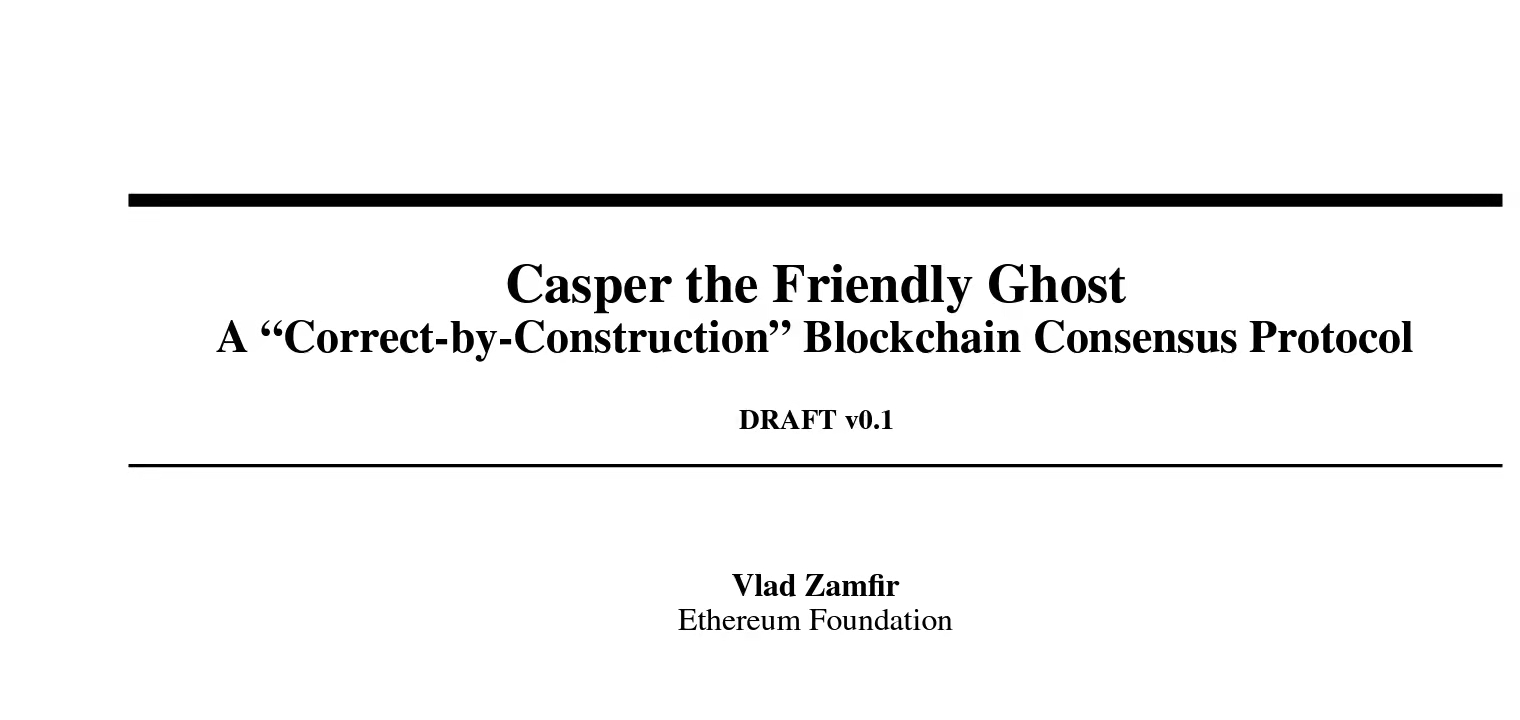 Casper the Friendly Ghost
A “Correct-by-Construction” Blockchain Consensus Protocol
DRAFT v0.1
Vlad Zamfir
Ethereum Foundation